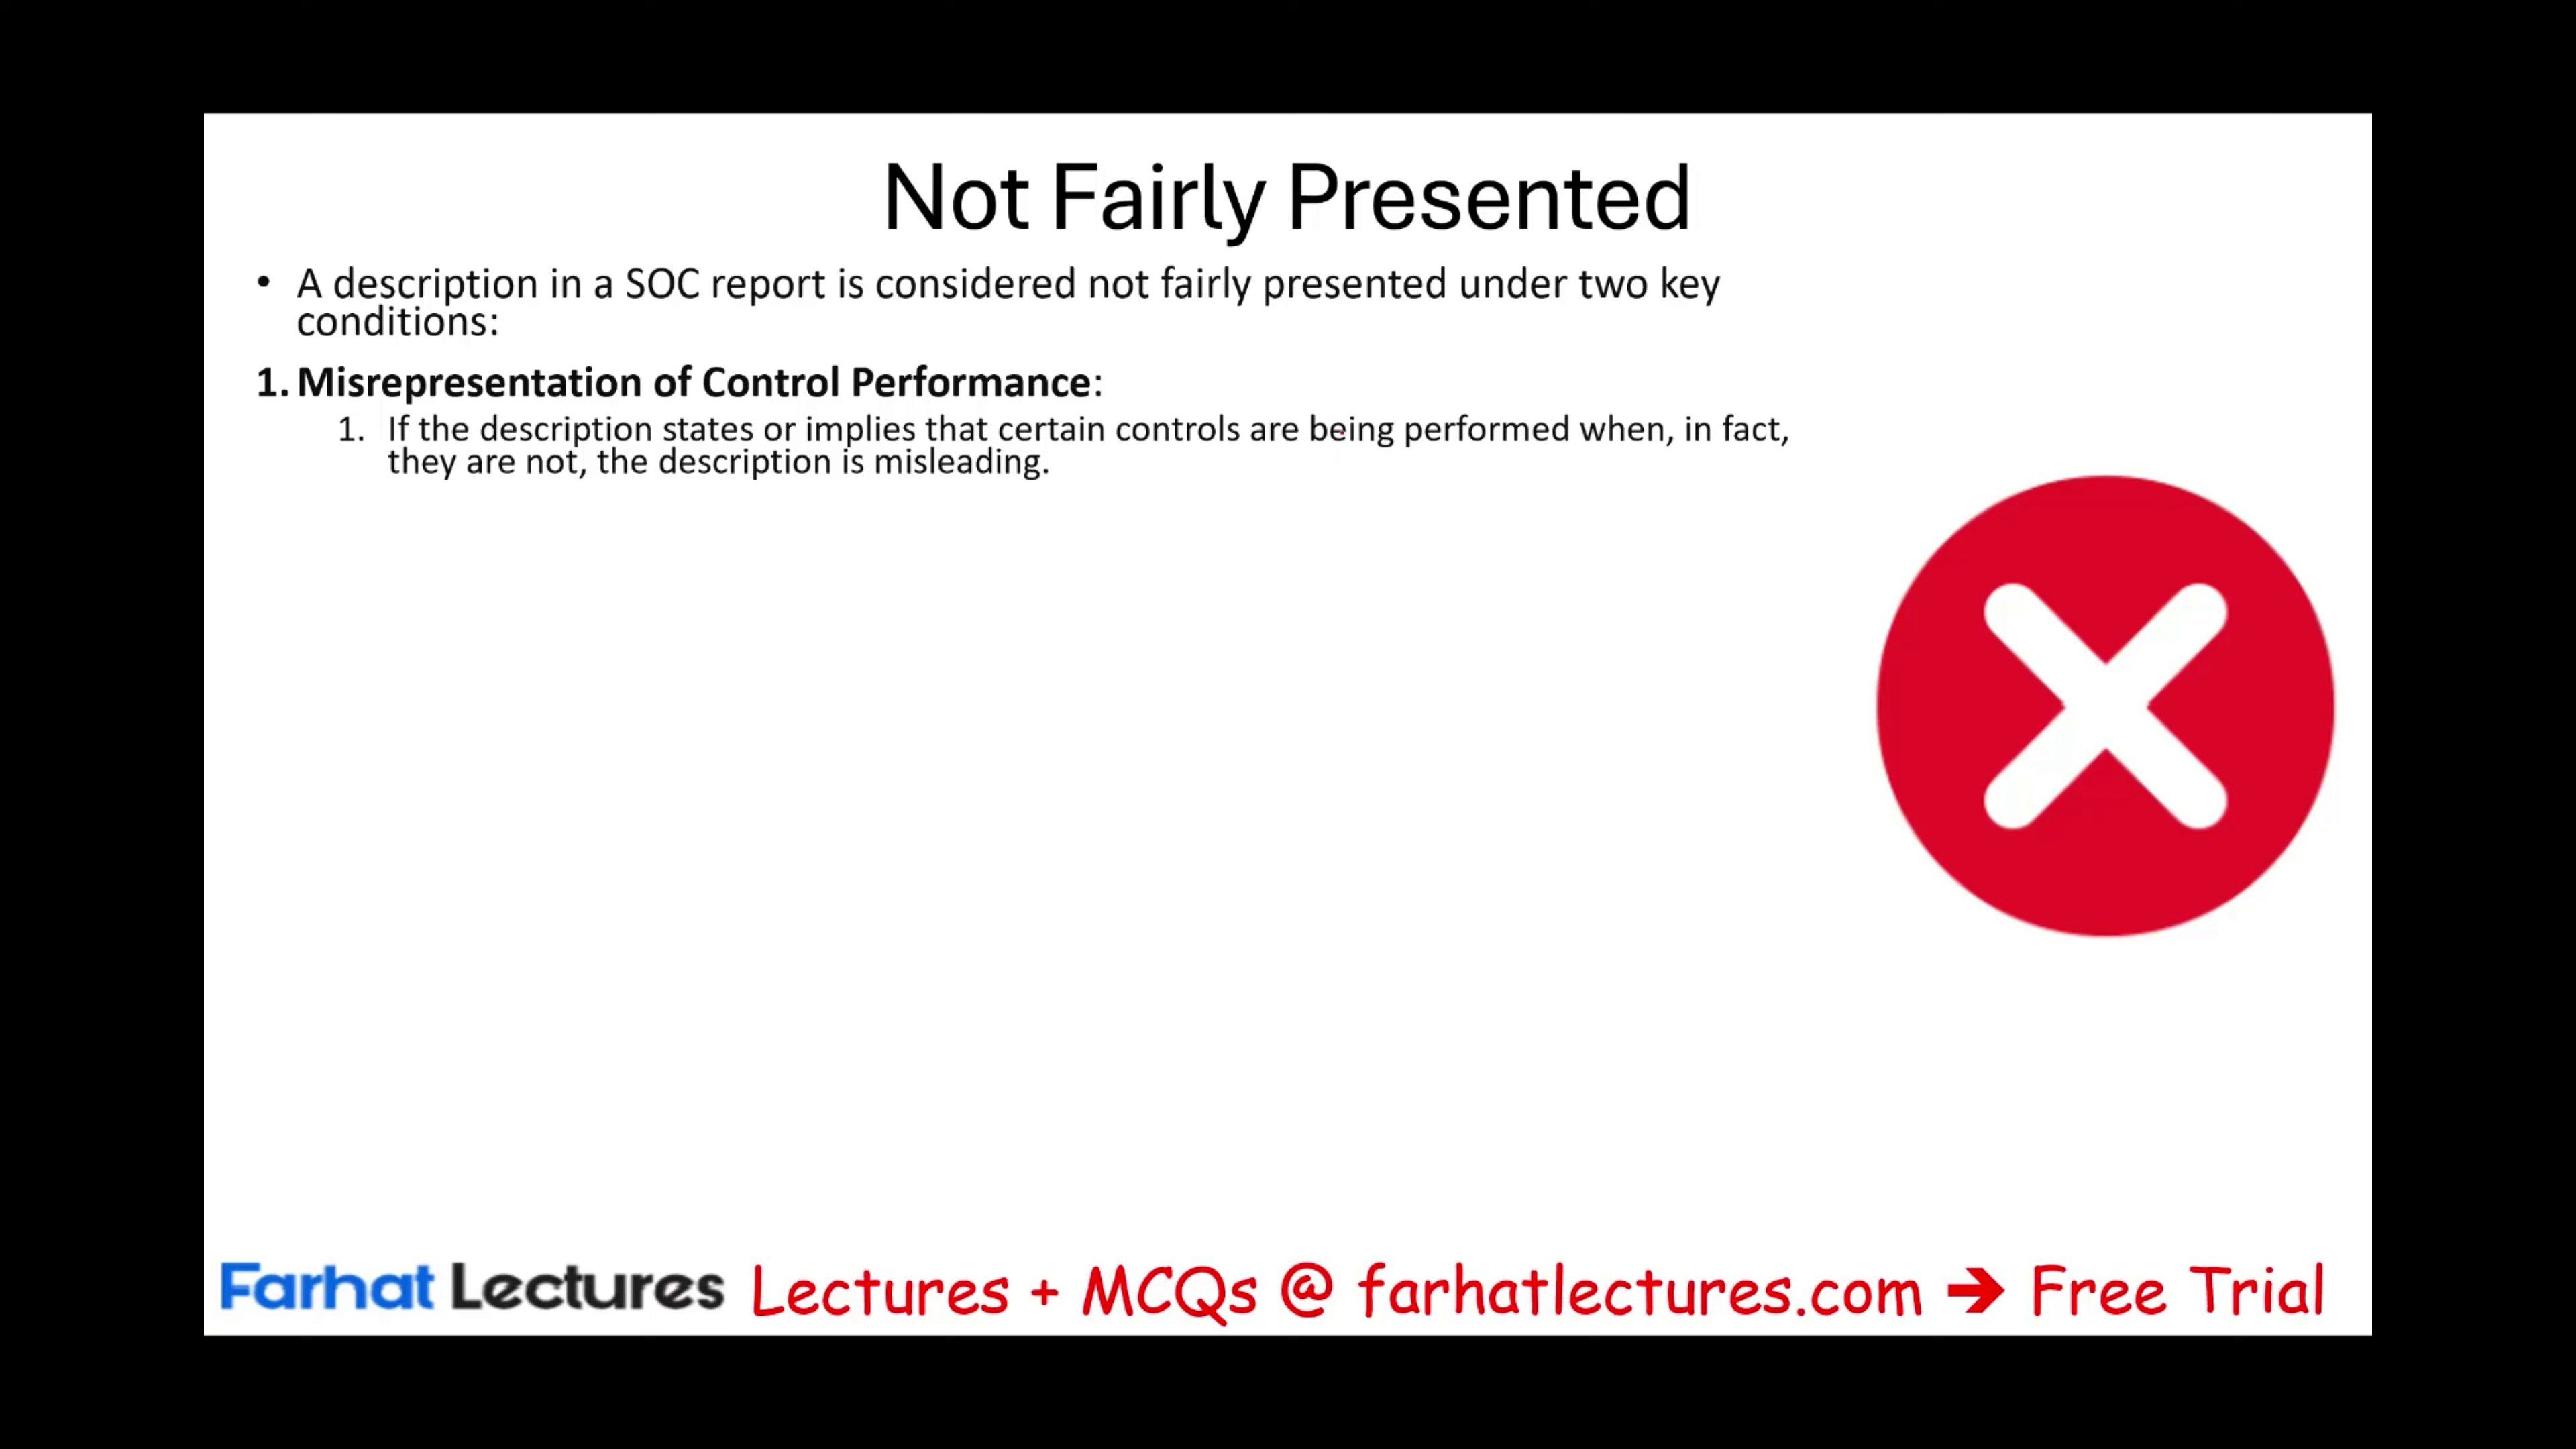 Not Fairly Presented
• A description in a SOC report is considered not fairly presented under two key
conditions:
1. Misrepresentation of Control Performance:
1. If the description states or implies that certain controls are being performed when, in fact,
they are not, the description is misleading.
Farhat Lectures Lectures + MCQs @ farhatlectures.com ➔ Free Trial